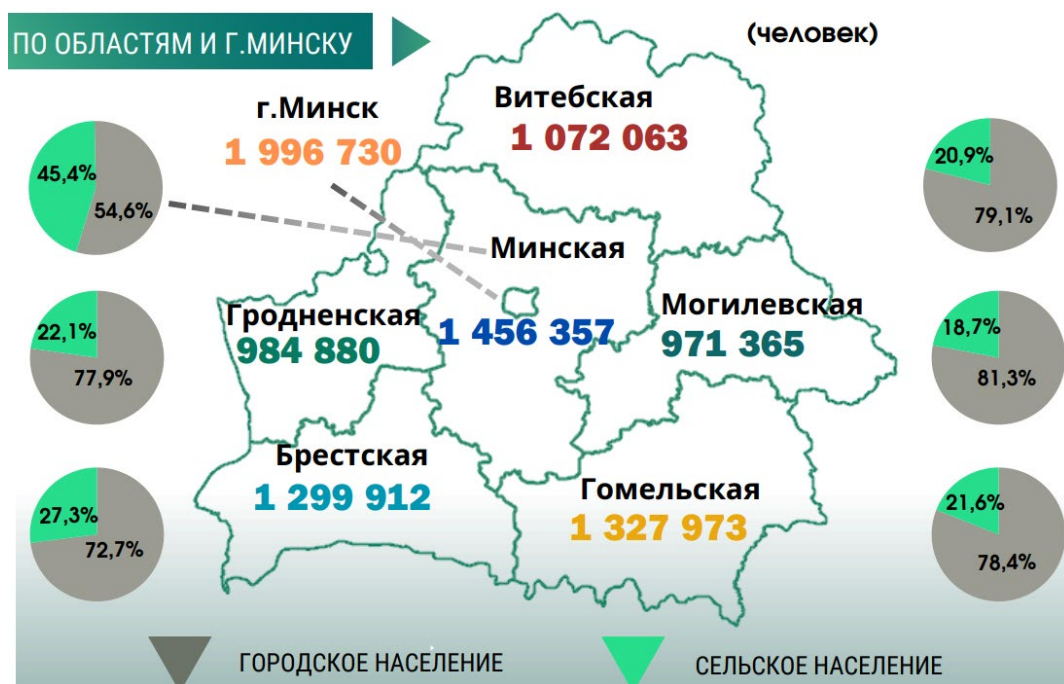 ПО ОБЛАСТЯМ И Г.МИНСКУ
(человек)
г.Минск
1 996 730
Витебская
1 072 063
45,4%
54,6%
20,9%
79,1%
Минская
1 456 357
Гродненская
984 880
Могилевская
971 365
22,1%
77,9%
18,7%
81,3%
Брестская
1 299 912
Гомельская
1 327 973
27,3%
72,7%
21,6%
78,4%
ГОРОДСКОЕ НАСЕЛЕНИЕ
СЕЛЬСКОЕ НАСЕЛЕНИЕ